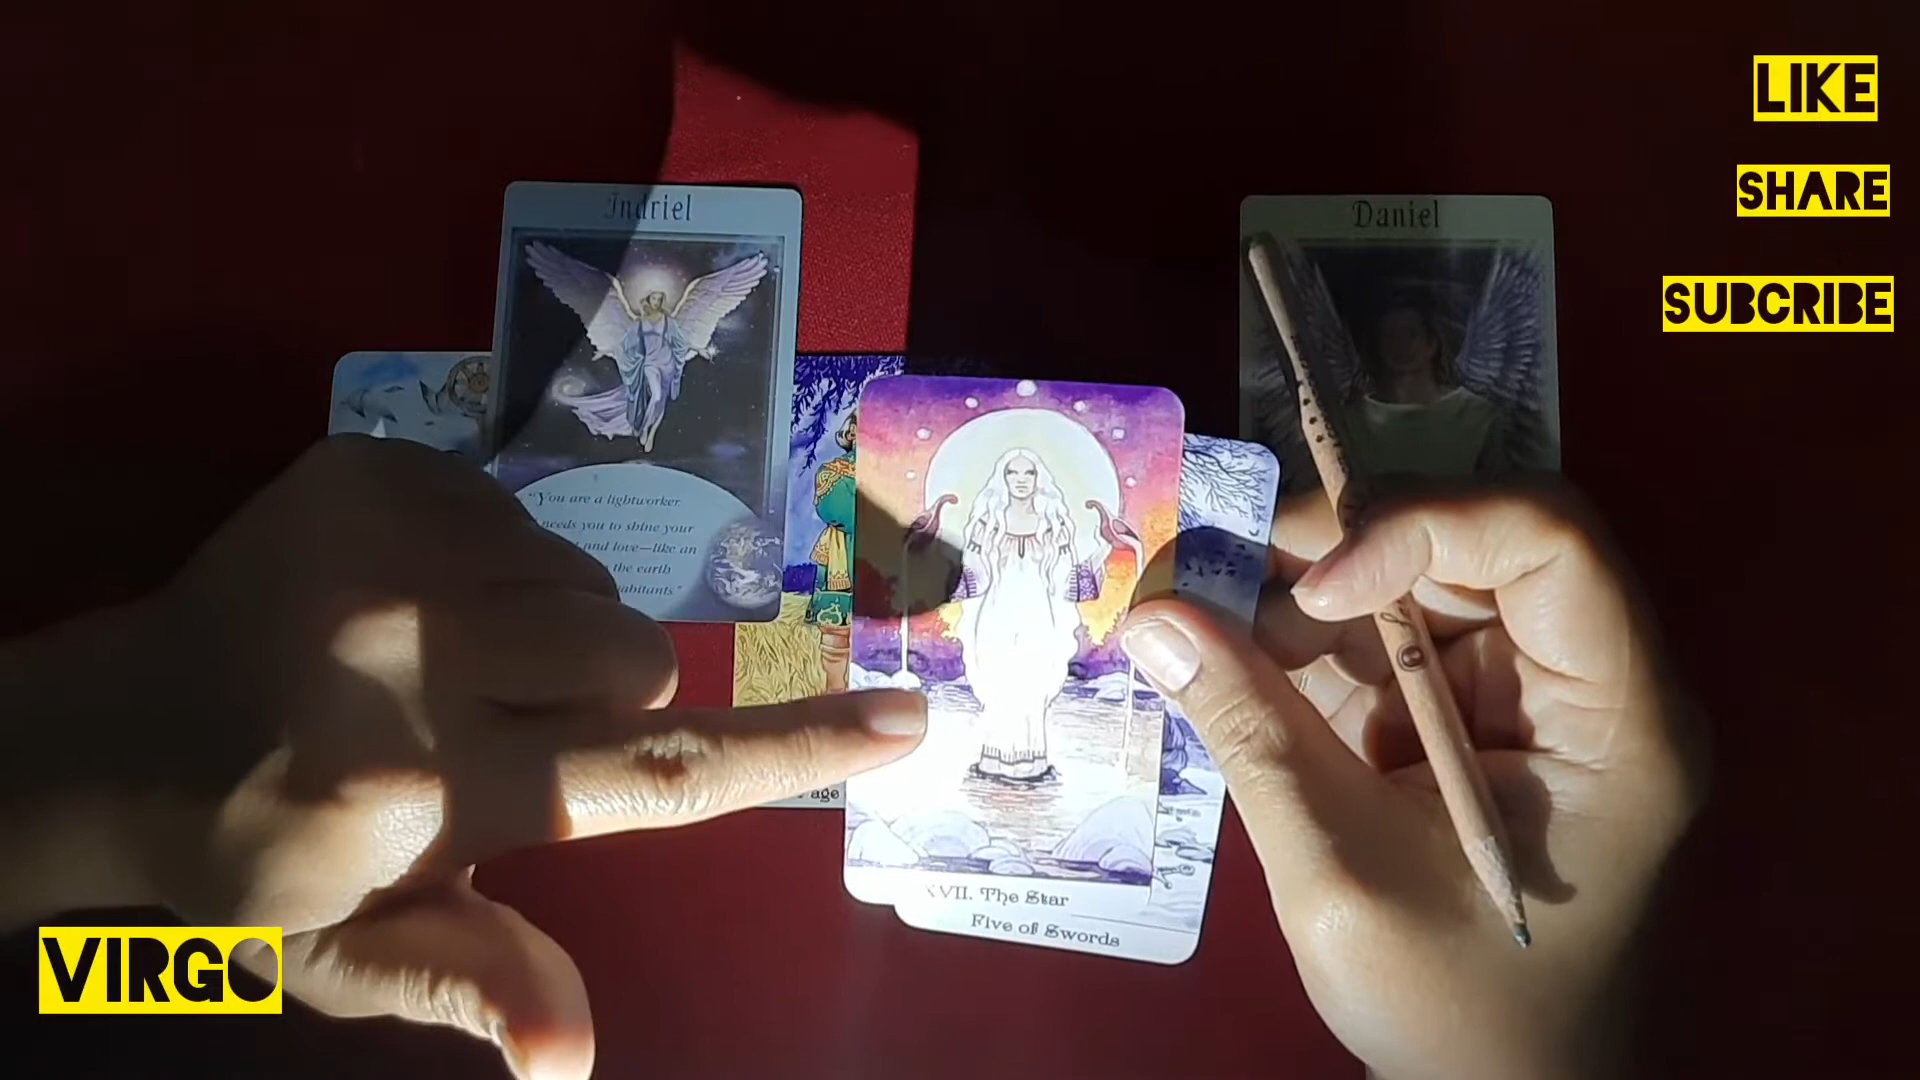 LIKE
SHARE
SUBCRIBE
Indriel
Daniel
"You are a lightworker.
needs you to shine your
and love—like an
the earth
XVII. The Star
Five of Swords
VIRGO